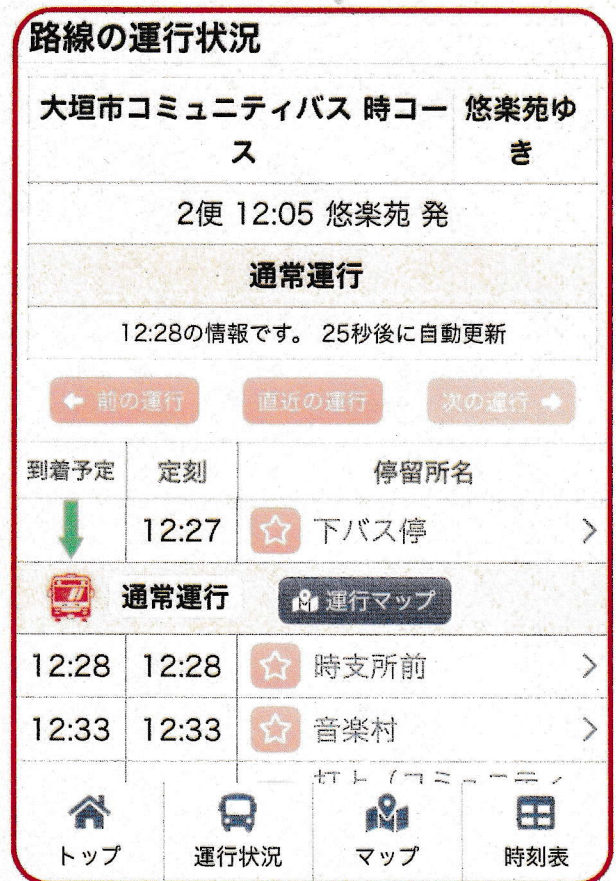 路線の運行状況
大垣市コミュニティバス 時コー
ス
悠楽苑ゆ
き
2便 12:05 悠楽苑 発
通常運行
12:28の情報です。 25秒後に自動更新
前の運行 直近の運行 次の運行
到着予定 定刻 停留所名
12:27 下バス停
通常運行 運行マップ
12:28 12:28 時支所前
12:33 12:33 音楽村
トップ 運行状況 マップ 時刻表